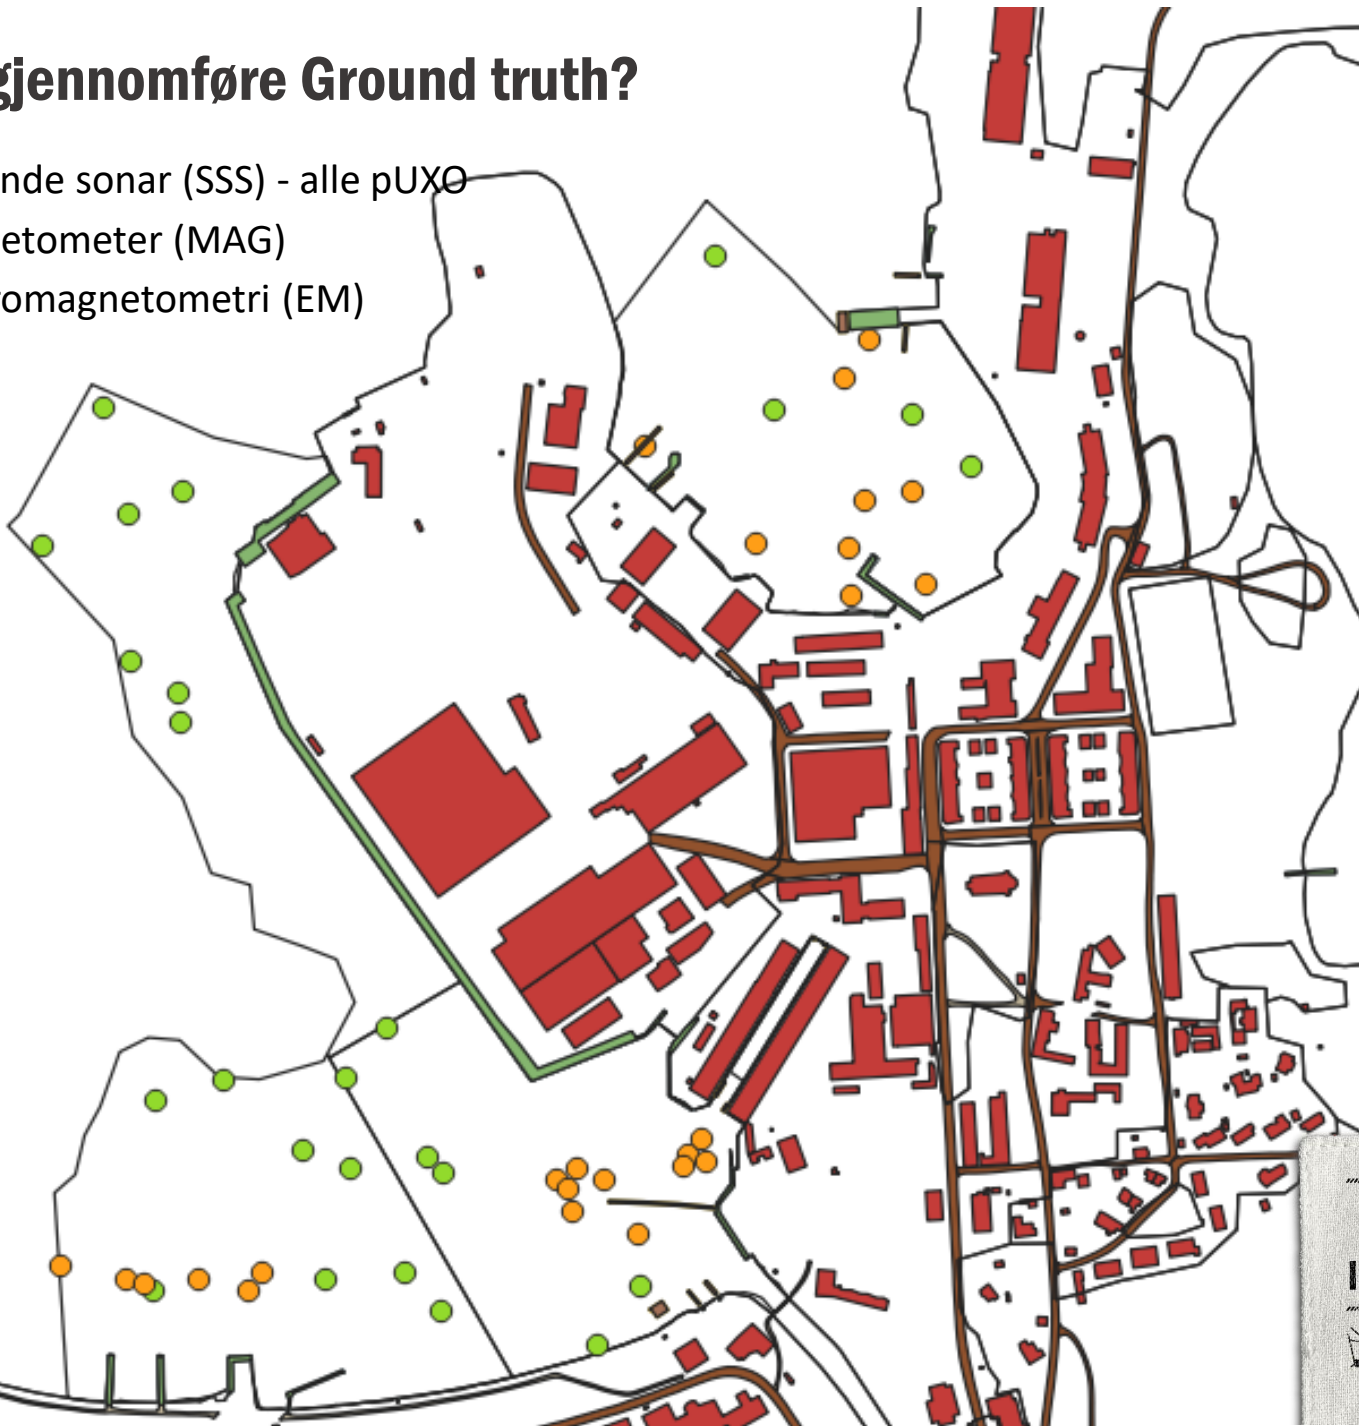 gjennomføre Ground truth?
nde sonar (SSS) - alle pUXO
etometer (MAG)
omagnetometri (EM)